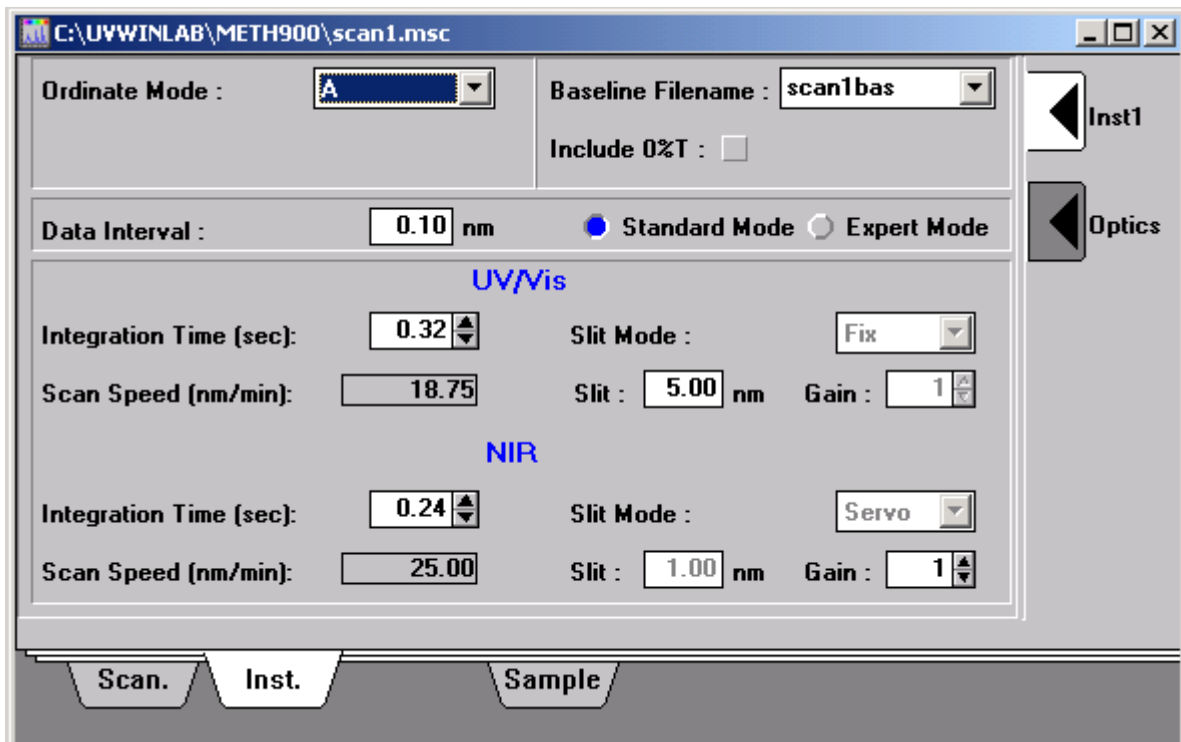 C:\UVWINLAB\METH900\scan1.msc
Ordinate Mode : A
Baseline Filename : scan1bas
Include 0%T :
Inst1
Data Interval : 0.10 nm Standard Mode Expert Mode
Optics
UV/Vis
Integration Time (sec): 0.32 Slit Mode : Fix
Scan Speed (nm/min): 18.75 Slit : 5.00 nm Gain : 1
NIR
Integration Time (sec): 0.24 Slit Mode : Servo
Scan Speed (nm/min): 25.00 Slit : 1.00 nm Gain : 1
Scan. Inst. Sample